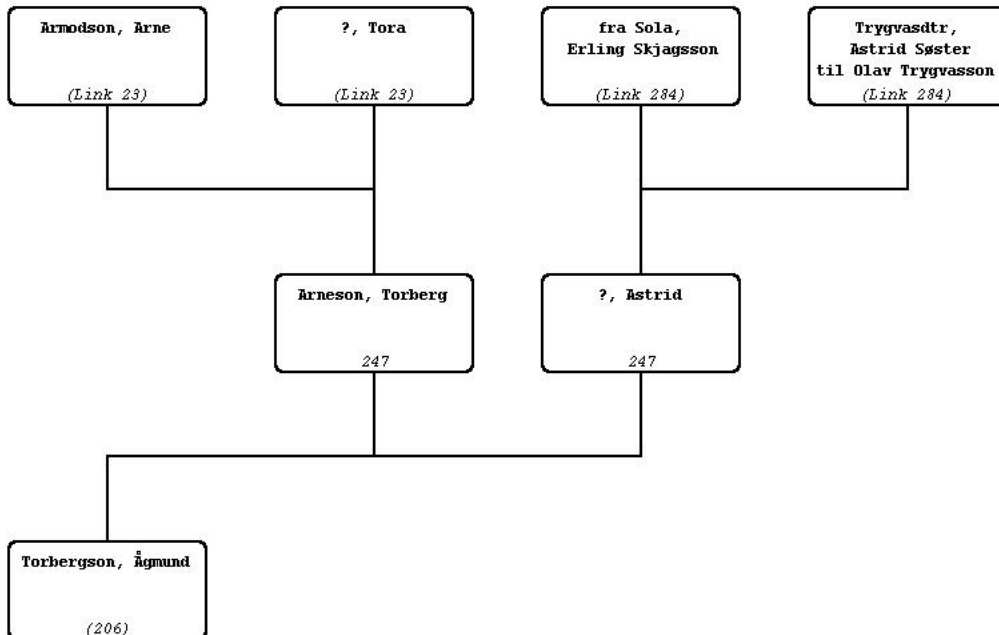 Armodson, Arne
(Link 23)
?, Tora
(Link 23)
fra Sola,
Erling Skjagsson
(Link 284)
Trygvasdtr,
Astrid Søster
til Olav Trygvasson
(Link 284)
Arneson, Torberg
247
?, Astrid
247
Torbergson, Ågmund
(206)